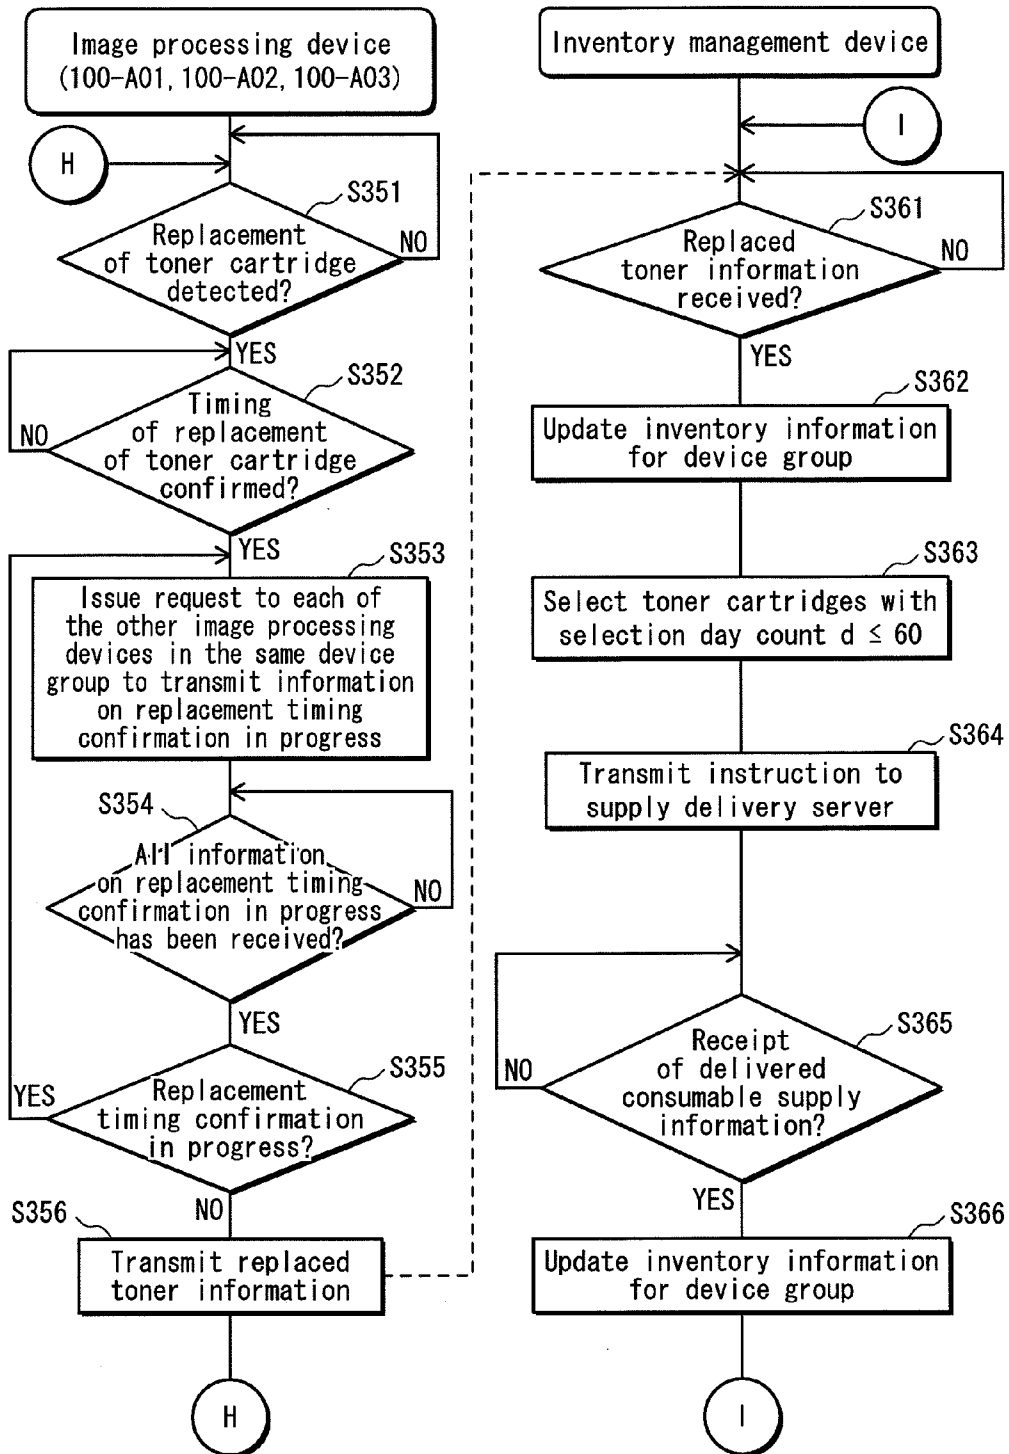 Image processing device
(100-A01, 100-A02, 100-A03)
H
S351
Replacement
of toner cartridge
detected?
NO
YES
S352
Timing
of replacement
of toner cartridge
confirmed?
NO
YES
S353
Issue request to each of
the other image processing
devices in the same device
group to transmit information
on replacement timing
confirmation in progress
S354
All information
on replacement timing
confirmation in progress
has been received?
NO
YES
S355
Replacement
timing confirmation
in progress?
YES
NO
S356
Transmit replaced
toner information
H
Inventory management device
I
S361
Replaced
toner information
received?
NO
YES
S362
Update inventory information
for device group
S363
Select toner cartridges with
selection day count d ≤ 60
S364
Transmit instruction to
supply delivery server
S365
Receipt
of delivered
consumable supply
information?
NO
YES
S366
Update inventory information
for device group
I